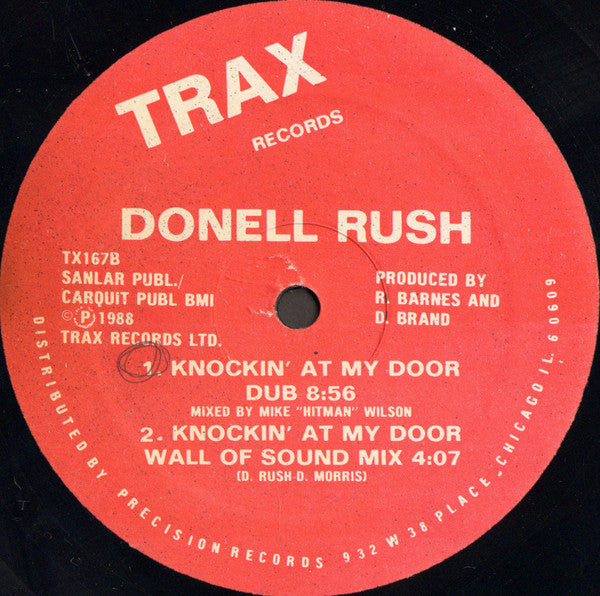 TRAX
RECORDS
DONELL RUSH
TX167B
SANLAR PUBL./
CARQUIT PUBL BMI
© Ⓟ 1988
TRAX RECORDS LTD.
PRODUCED BY
R. BARNES AND
D. BRAND
1. KNOCKIN' AT MY DOOR
DUB 8:56
MIXED BY MIKE "HITMAN" WILSON
2. KNOCKIN' AT MY DOOR
WALL OF SOUND MIX 4:07
(D. RUSH-D. MORRIS)
DISTRIBUTED BY PRECISION RECORDS 932 W 38 PLACE - CHICAGO IL. 60609